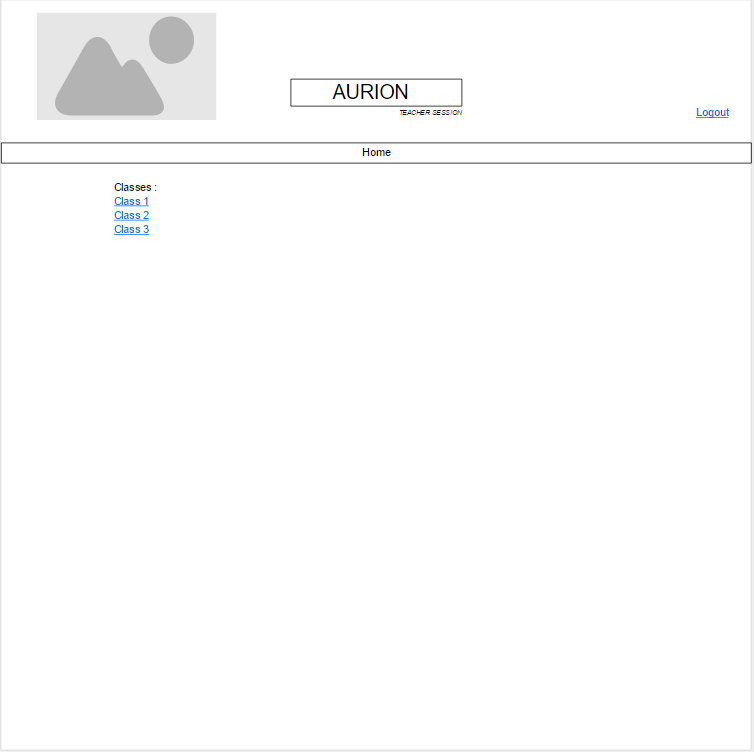 AURION
TEACHER SESSION
Logout
Home
Classes :
Class 1
Class 2
Class 3